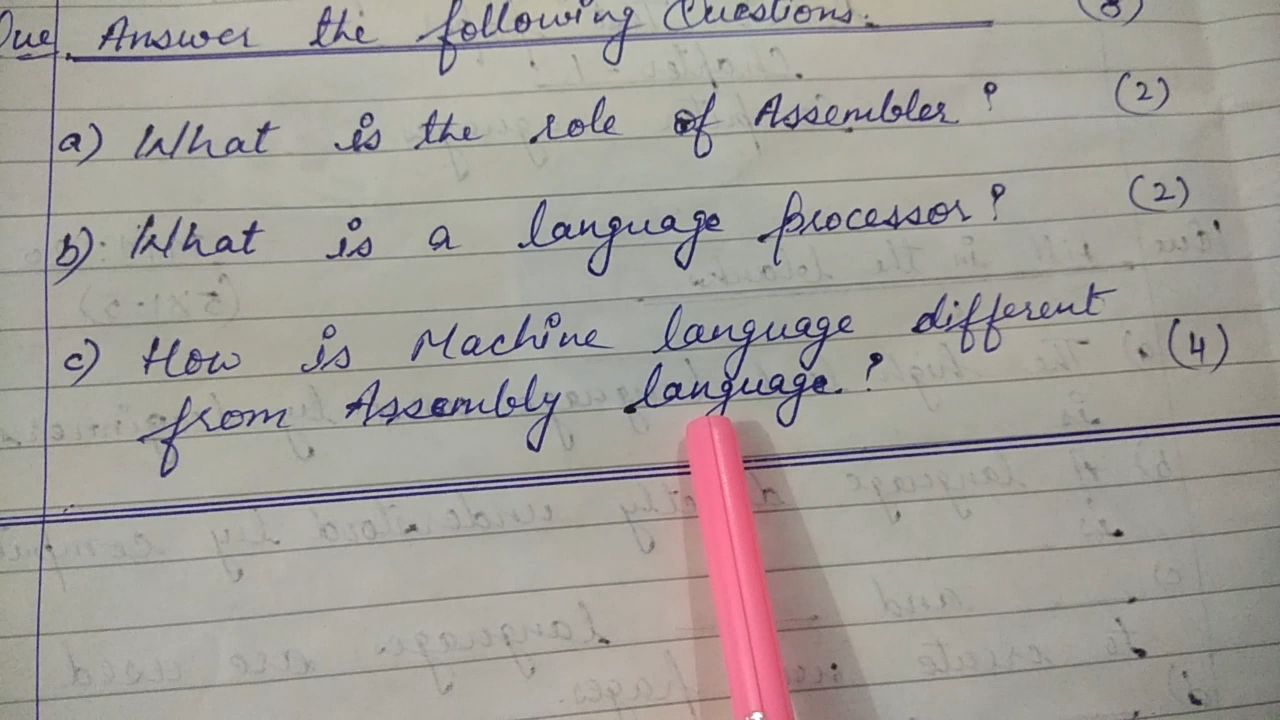 Que. Answer the following Questions. (8)
a) What is the role of Assembler? (2)
b) What is a language processor? (2)
c) How is Machine language different
from Assembly language? (4)